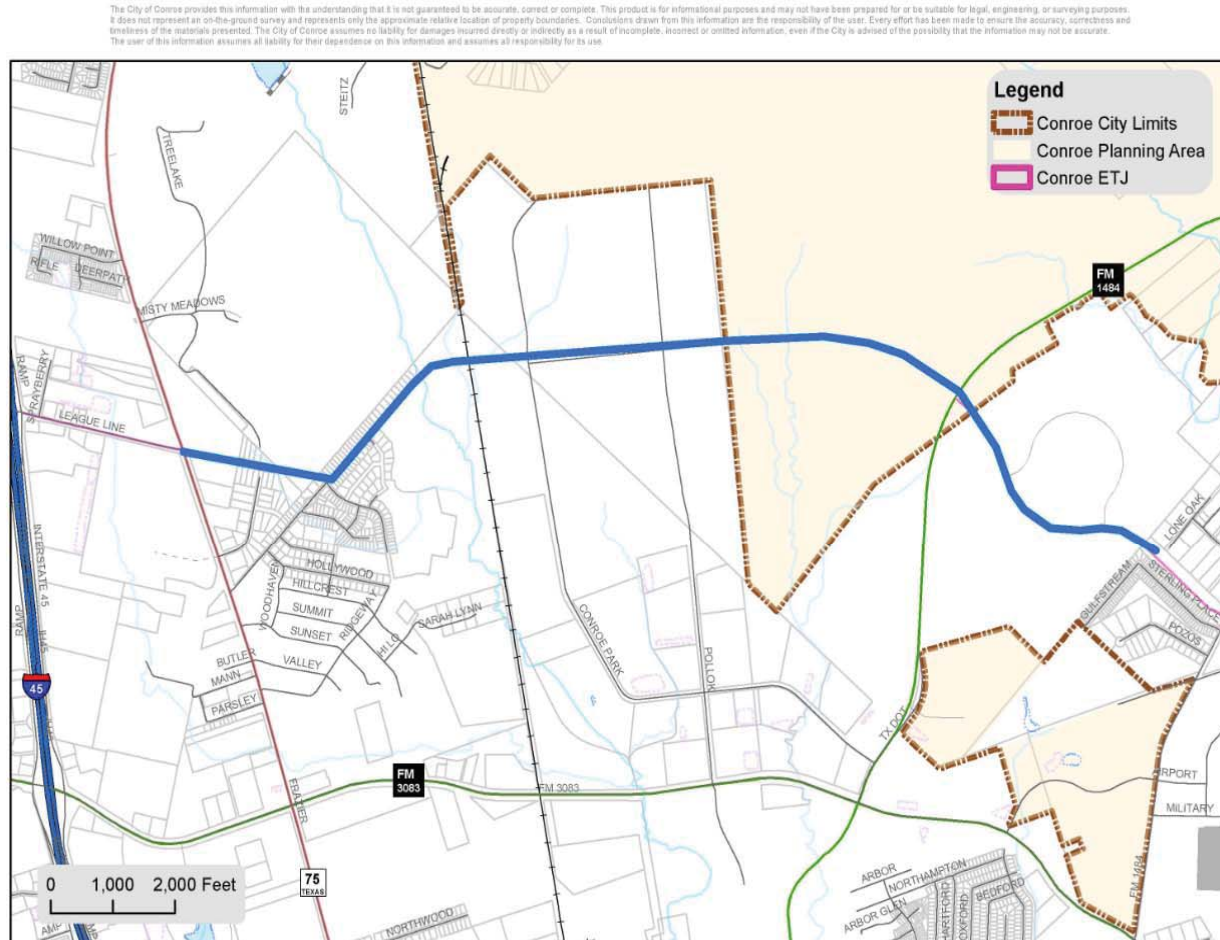 The City of Conroe provides this information with the understanding that it is not guaranteed to be accurate, correct or complete. This product is for informational purposes and may not have been prepared for or be suitable for legal, engineering, or surveying purposes.
It does not represent an on-the-ground survey and represents only the approximate relative location of property boundaries. Conclusions drawn from this information are the responsibility of the user. Every effort has been made to ensure the accuracy, correctness and
timeliness of the materials presented. The City of Conroe assumes no liability for damages incurred directly or indirectly as a result of incomplete, incorrect or omitted information, even if the City is advised of the possibility that the information may not be accurate.
The user of this information assumes all liability for their dependence on this information and assumes all responsibility for its use.
Legend
Conroe City Limits
Conroe Planning Area
Conroe ETJ
STEITZ
TREELAKE
WILLOW POINT
RIFLE
DEERPATH
MISTY MEADOWS
FM
1484
RAMP
SPRAYBERRY
LEAGUE LINE
LONE OAK
INTERSTATE 45
HOLLYWOOD
WOODHAVEN
HILLCREST
SUMMIT
SUNSET
RIDGEWAY
HILO
SARAH LYNN
GULFSTREAM
STERLING PLACE
POZOS
RAMP
IH45
BUTLER
VALLEY
MANN
PARSLEY
45
CONROE PARK
POLLOK
TX DOT
FM
3083
FM 3083
FRAZIER
AIRPORT
MILITARY
0 1,000 2,000 Feet
75
TEXAS
ARBOR
NORTHAMPTON
ARBOR GLEN
HARTFORD
OXFORD
BEDFORD
FM 1484
NORTHWOOD